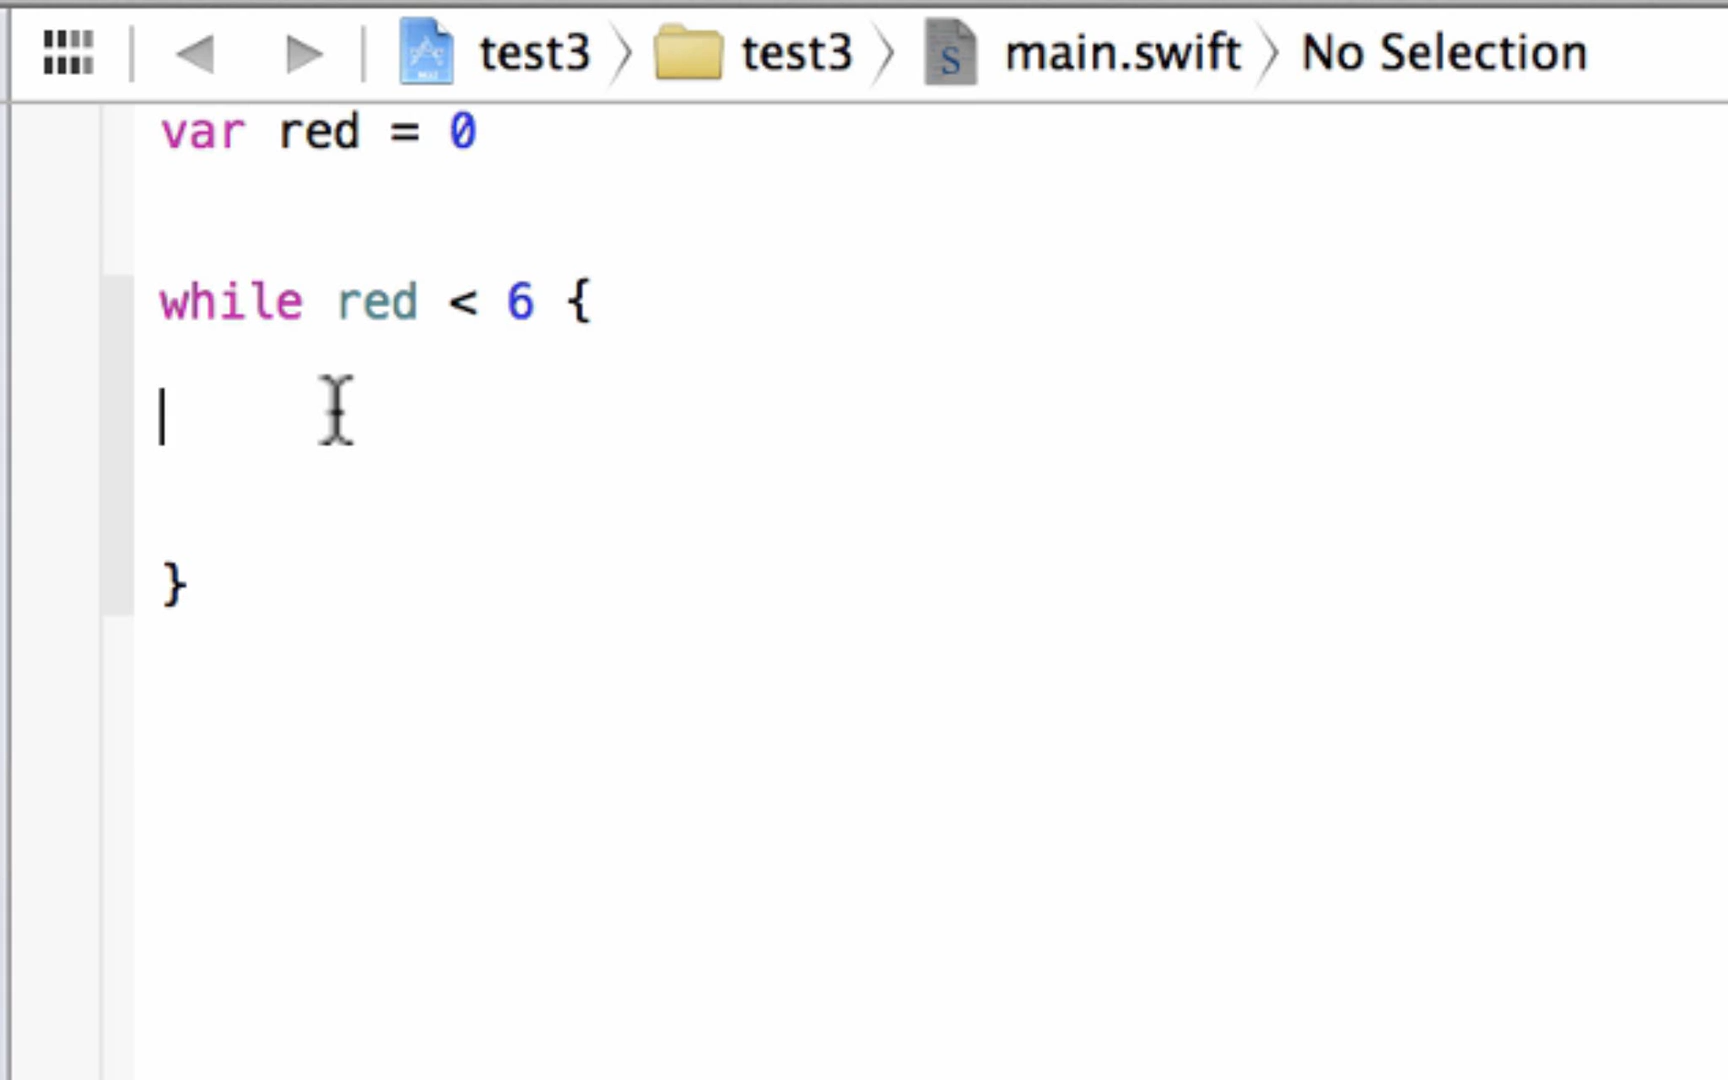 test3 〉 test3 〉 main.swift 〉 No Selection
var red = 0
while red < 6 {
}